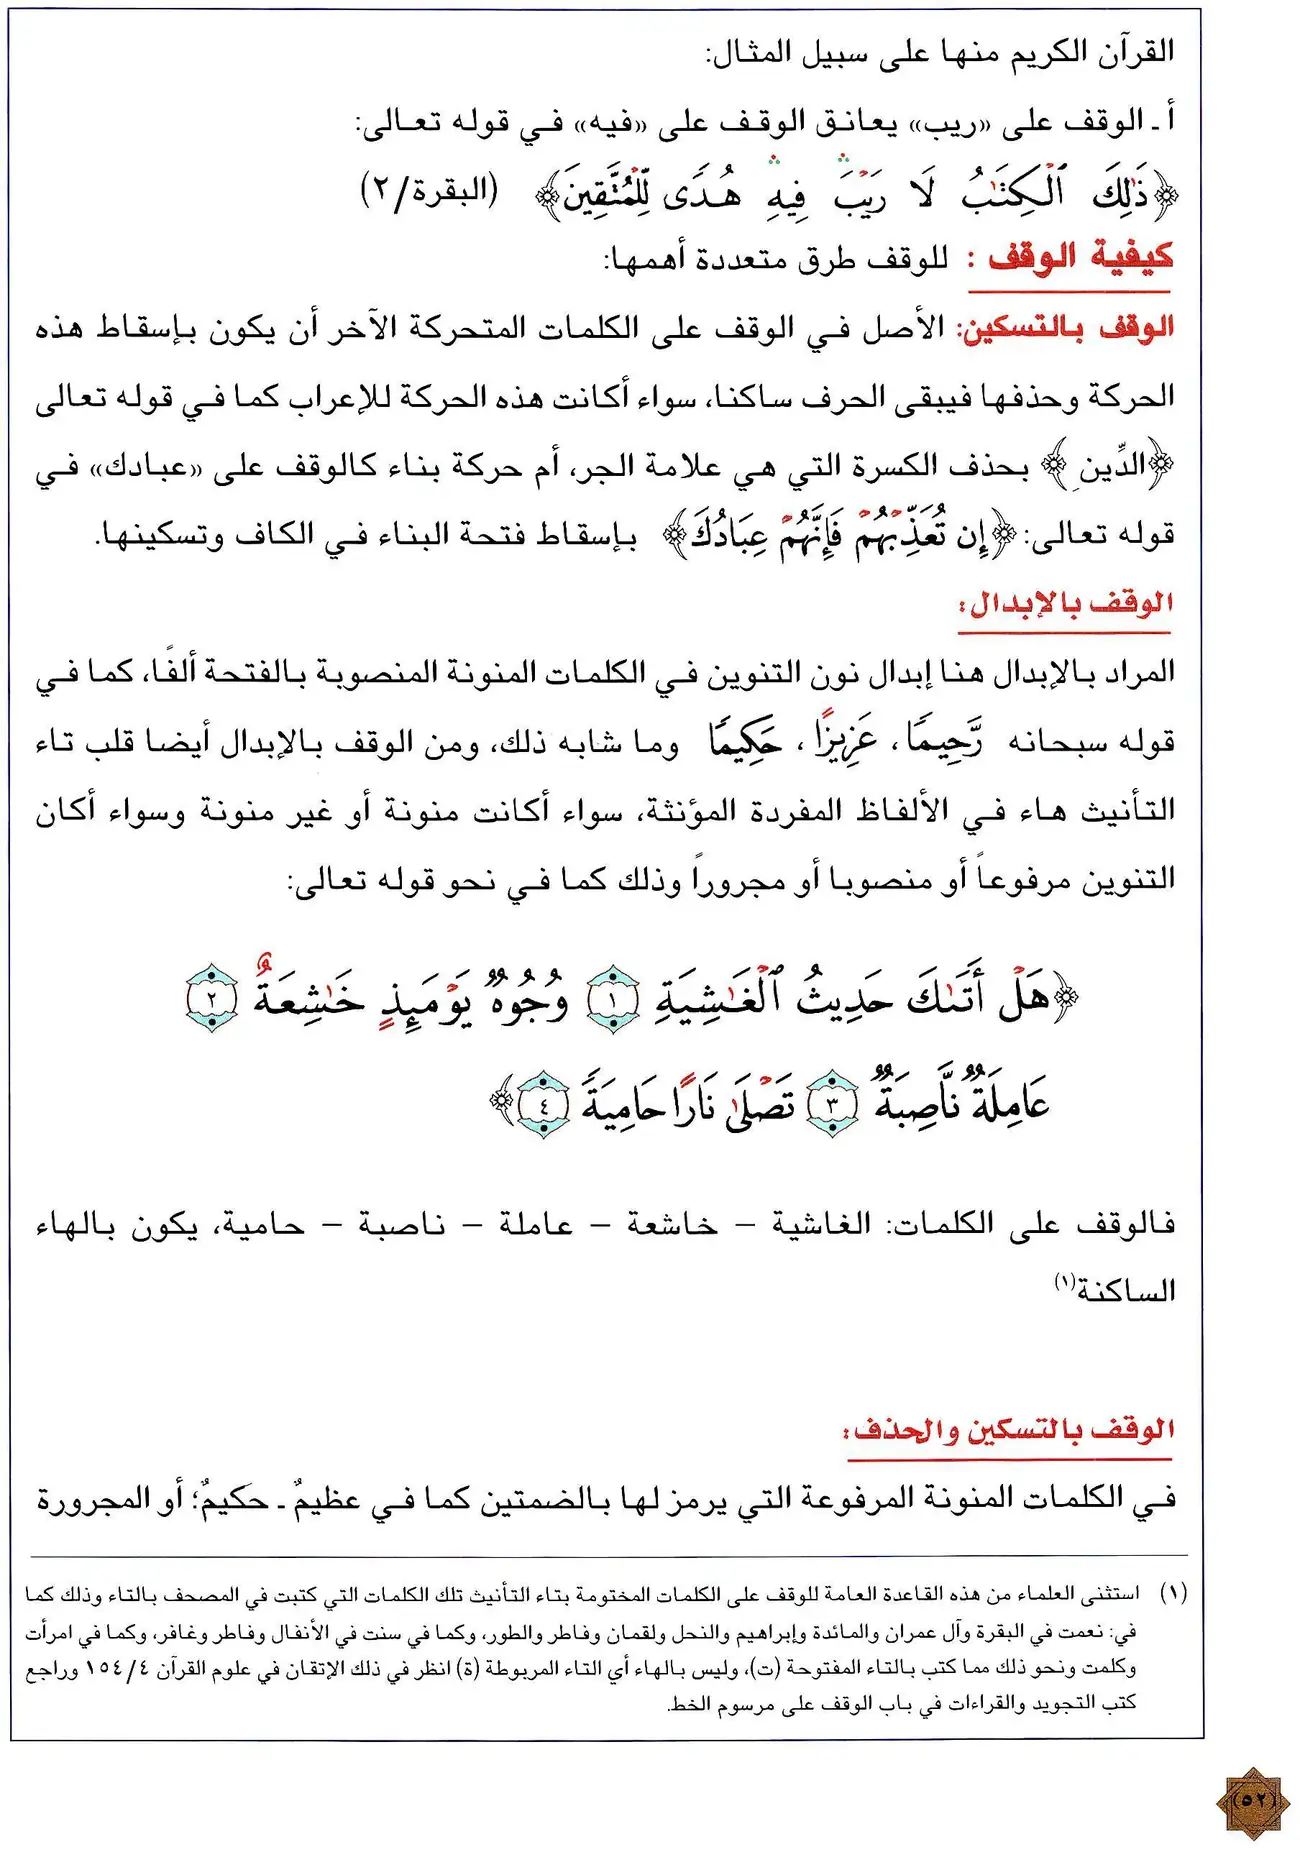 القرآن الكريم منها على سبيل المثال:
أ ـ الوقف على «ريب» يعانق الوقف على «فيه» في قوله تعالى:
﴿ذَٰلِكَ ٱلْكِتَٰبُ لَا رَيْبَ ۛ فِيهِ ۛ هُدًى لِّلْمُتَّقِينَ﴾ (البقرة/٢)
كيفية الوقف : للوقف طرق متعددة أهمها:
الوقف بالتسكين: الأصل في الوقف على الكلمات المتحركة الآخر أن يكون بإسقاط هذه
الحركة وحذفها فيبقى الحرف ساكنا، سواء أكانت هذه الحركة للإعراب كما في قوله تعالى
﴿الدِّينِ﴾ بحذف الكسرة التي هي علامة الجر، أم حركة بناء كالوقف على «عبادك» في
قوله تعالى: ﴿إِن تُعَذِّبْهُمْ فَإِنَّهُمْ عِبَادُكَ﴾ بإسقاط فتحة البناء في الكاف وتسكينها.
الوقف بالإبدال:
المراد بالإبدال هنا إبدال نون التنوين في الكلمات المنونة المنصوبة بالفتحة ألفًا، كما في
قوله سبحانه رَّحِيمًا، عَزِيزًا، حَكِيمًا وما شابه ذلك، ومن الوقف بالإبدال أيضا قلب تاء
التأنيث هاء في الألفاظ المفردة المؤنثة، سواء أكانت منونة أو غير منونة وسواء أكان
التنوين مرفوعاً أو منصوبا أو مجروراً وذلك كما في نحو قوله تعالى:
﴿هَلْ أَتَىٰكَ حَدِيثُ ٱلْغَٰشِيَةِ ١ وُجُوهٌ يَوْمَئِذٍ خَٰشِعَةٌ ٢
عَامِلَةٌ نَّاصِبَةٌ ٣ تَصْلَىٰ نَارًا حَامِيَةً ٤﴾
فالوقف على الكلمات: الغاشية – خاشعة – عاملة – ناصبة – حامية، يكون بالهاء
الساكنة(١)
الوقف بالتسكين والحذف:
في الكلمات المنونة المرفوعة التي يرمز لها بالضمتين كما في عظيمٌ ـ حكيمٌ؛ أو المجرورة
(١) استثنى العلماء من هذه القاعدة العامة للوقف على الكلمات المختومة بتاء التأنيث تلك الكلمات التي كتبت في المصحف بالتاء وذلك كما
في: نعمت في البقرة وآل عمران والمائدة وإبراهيم والنحل ولقمان وفاطر والطور، وكما في سنت في الأنفال وفاطر وغافر، وكما في امرأت
وكلمت ونحو ذلك مما كتب بالتاء المفتوحة (ت)، وليس بالهاء أي التاء المربوطة (ة) انظر في ذلك الإتقان في علوم القرآن ١٥٤/٤ وراجع
كتب التجويد والقراءات في باب الوقف على مرسوم الخط.
(٥٢)